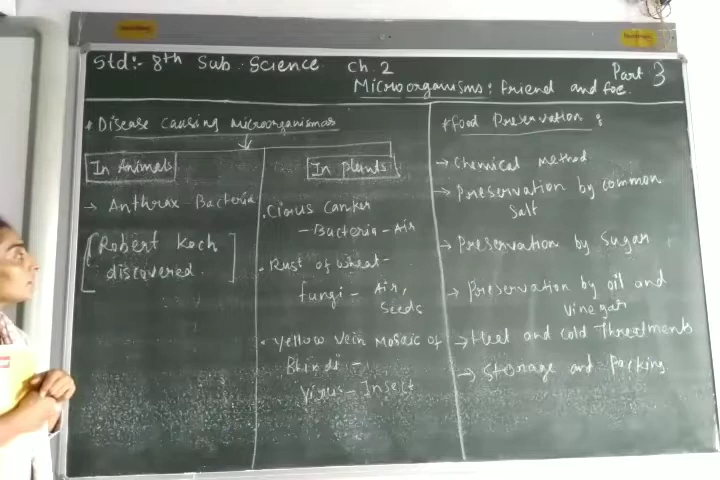 Std:- 8th Sub. Science Ch. 2
Microorganisms: friend and foe. Part 3
* Disease Causing microorganismas
In Animals
→ Anthrax Bacteria
[Robert Koch
discovered.]
In Plants
• Citrus Canker
– Bacteria – Air
• Rust of wheat –
fungi – Air,
Seeds
• Yellow Vein Mosaic of
Bhindi –
Virus – Insect
* Food Preservation :
→ Chemical method
→ Preservation by common
Salt
→ Preservation by Sugar
→ Preservation by oil and
vinegar
→ Heat and cold Threatments
→ Storage and Packing